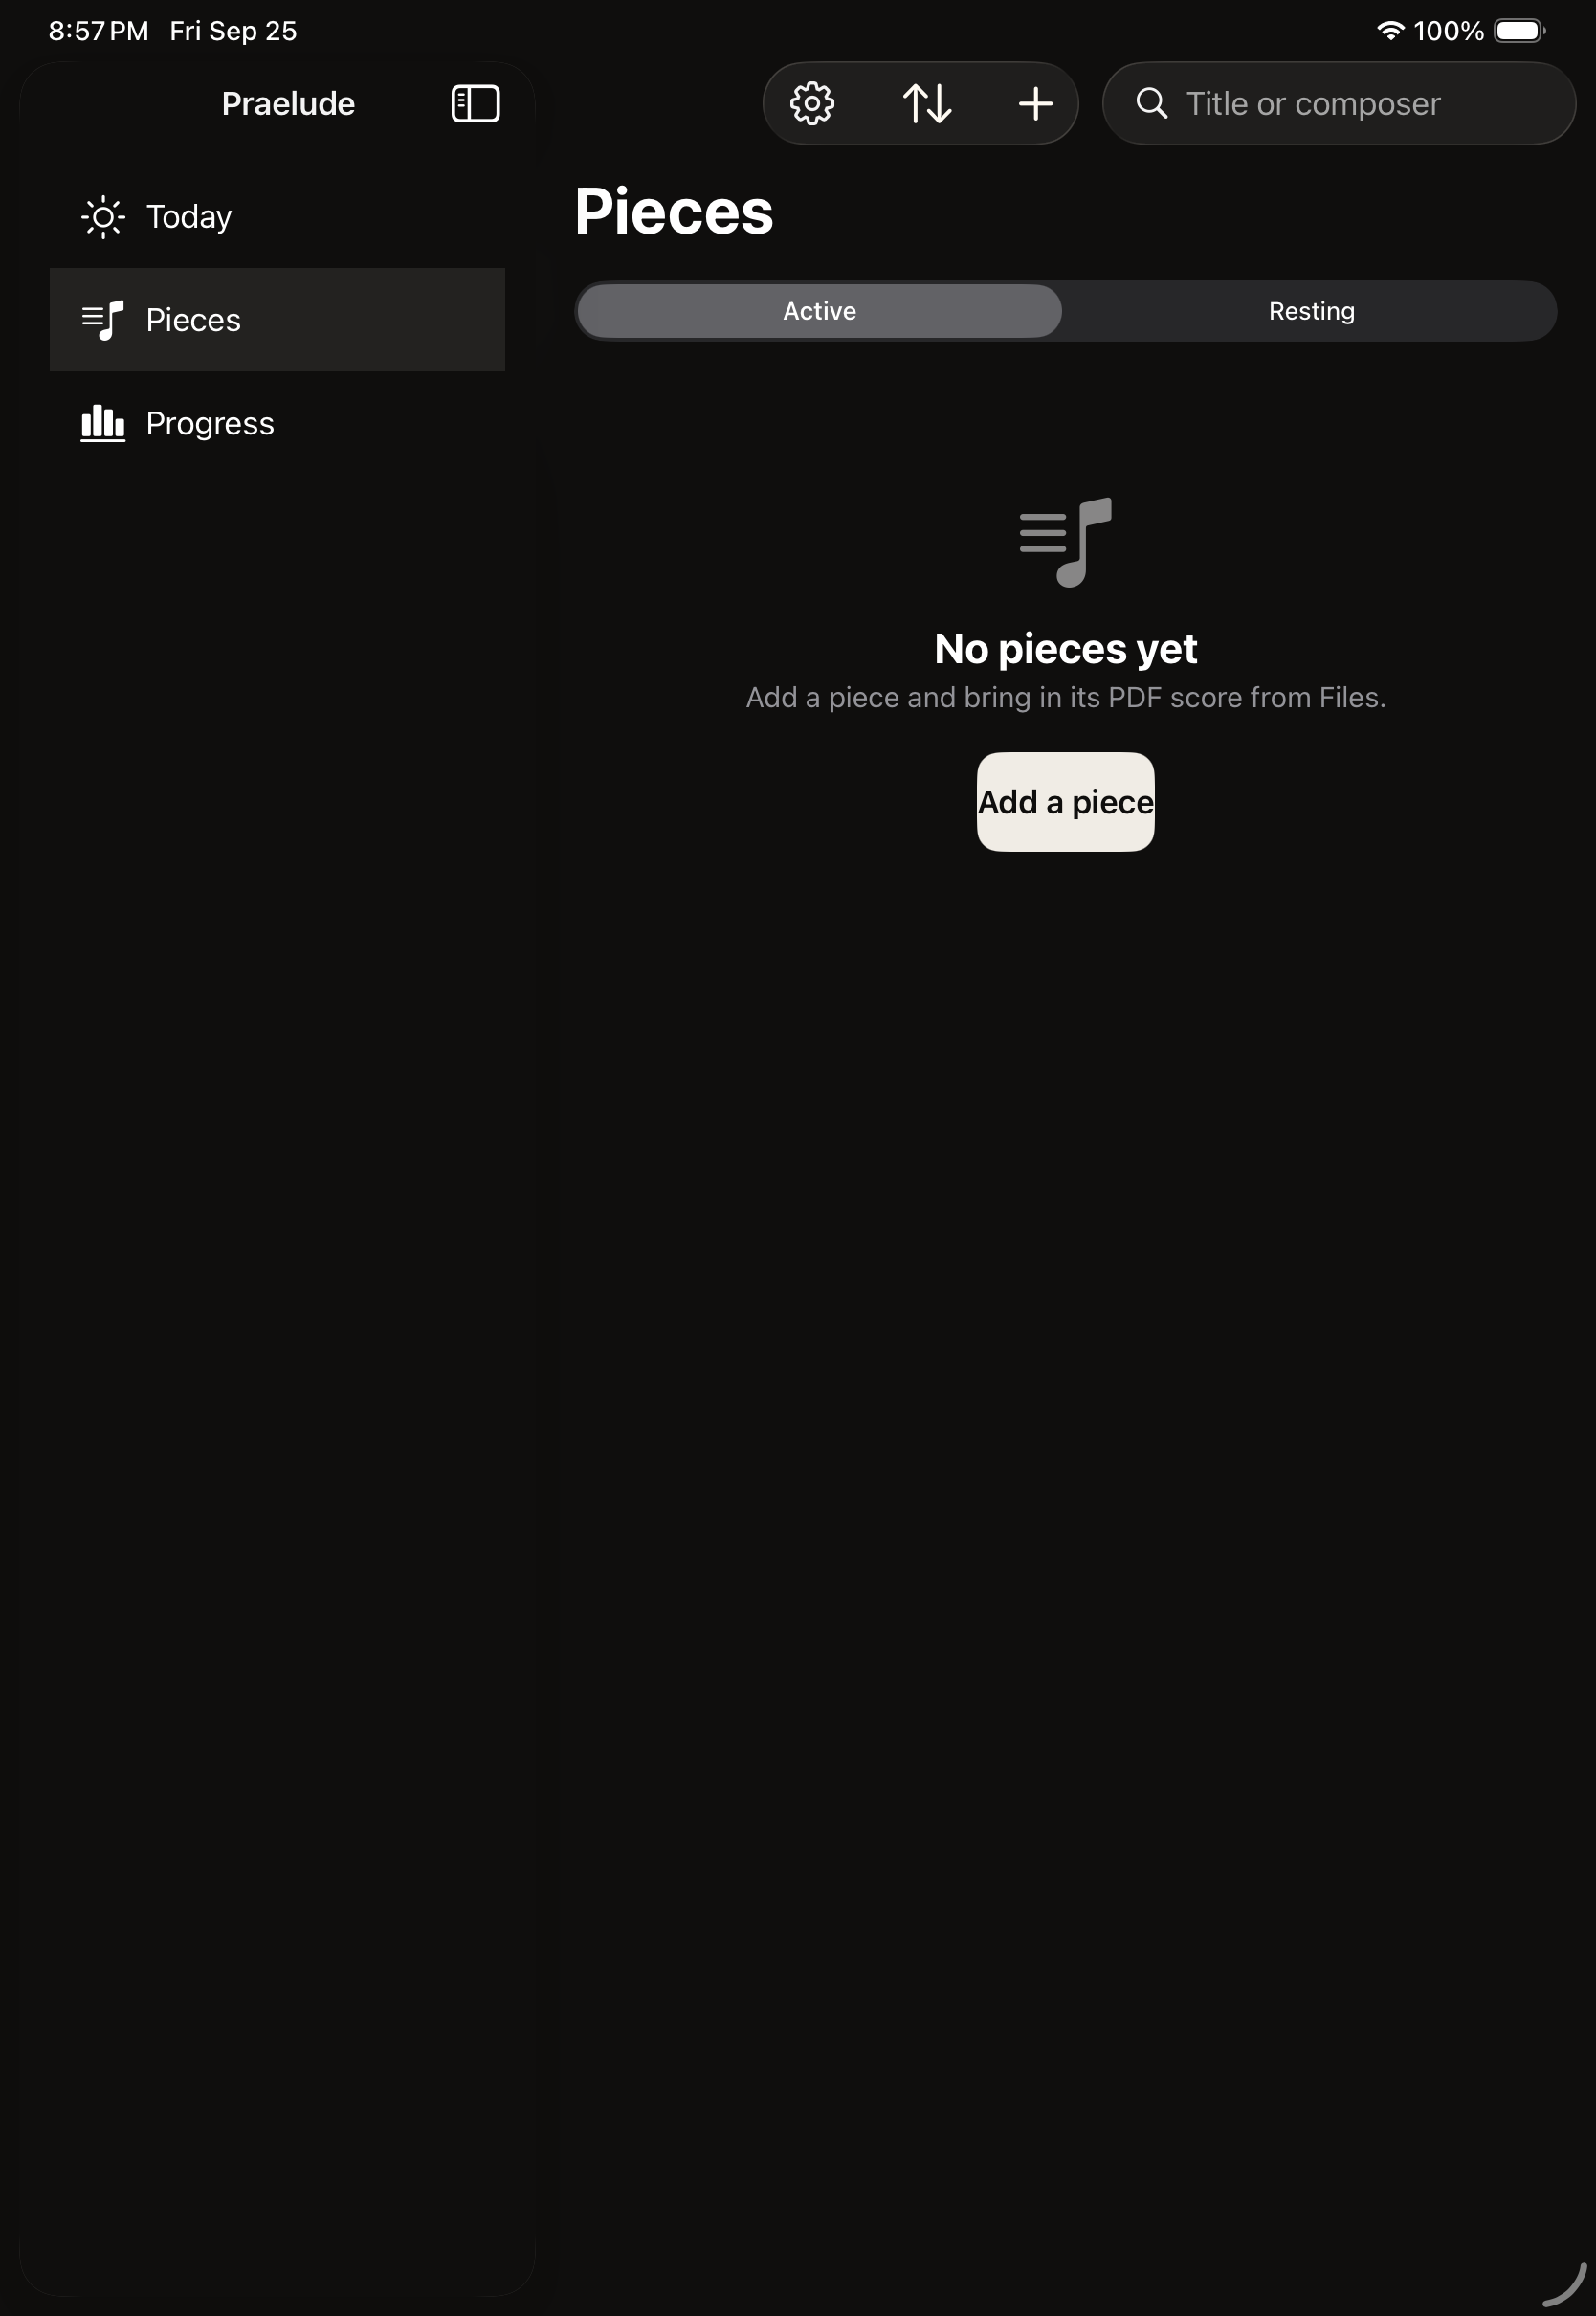 8:57 PM Fri Sep 25
100%
Praelude
Title or composer
Today
Pieces
Progress
Pieces
Active
Resting
No pieces yet
Add a piece and bring in its PDF score from Files.
Add a piece